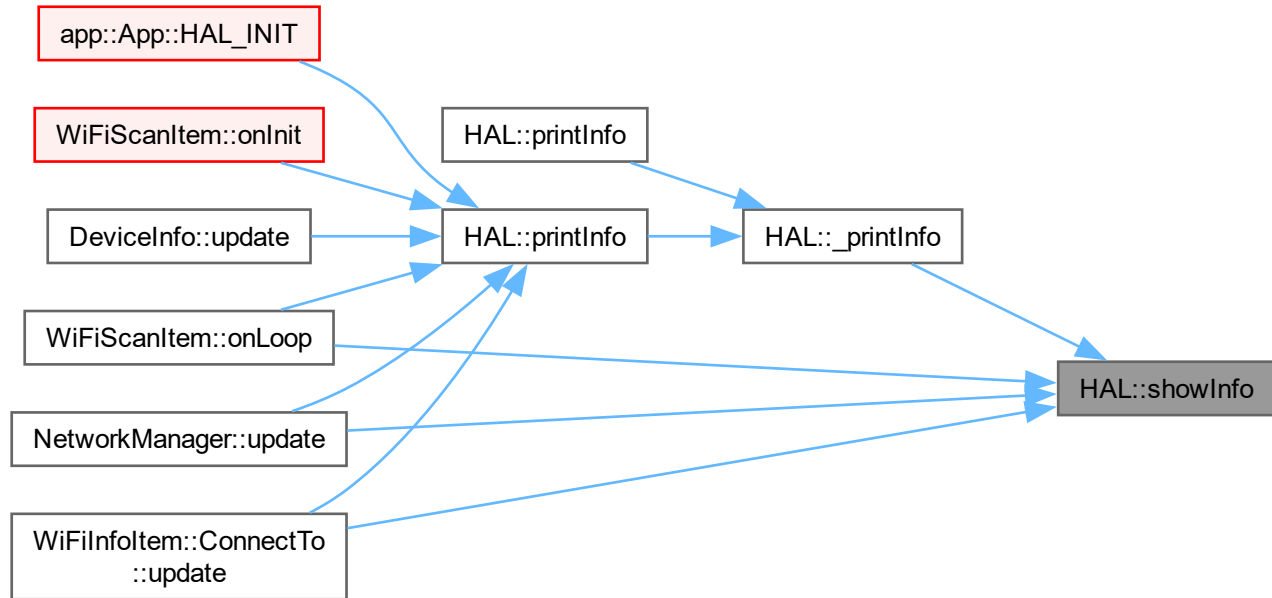 app::App::HAL_INIT
WiFiScanItem::onInit
HAL::printInfo
DeviceInfo::update
HAL::printInfo
HAL::_printInfo
WiFiScanItem::onLoop
HAL::showInfo
NetworkManager::update
WiFiInfoItem::ConnectTo
::update